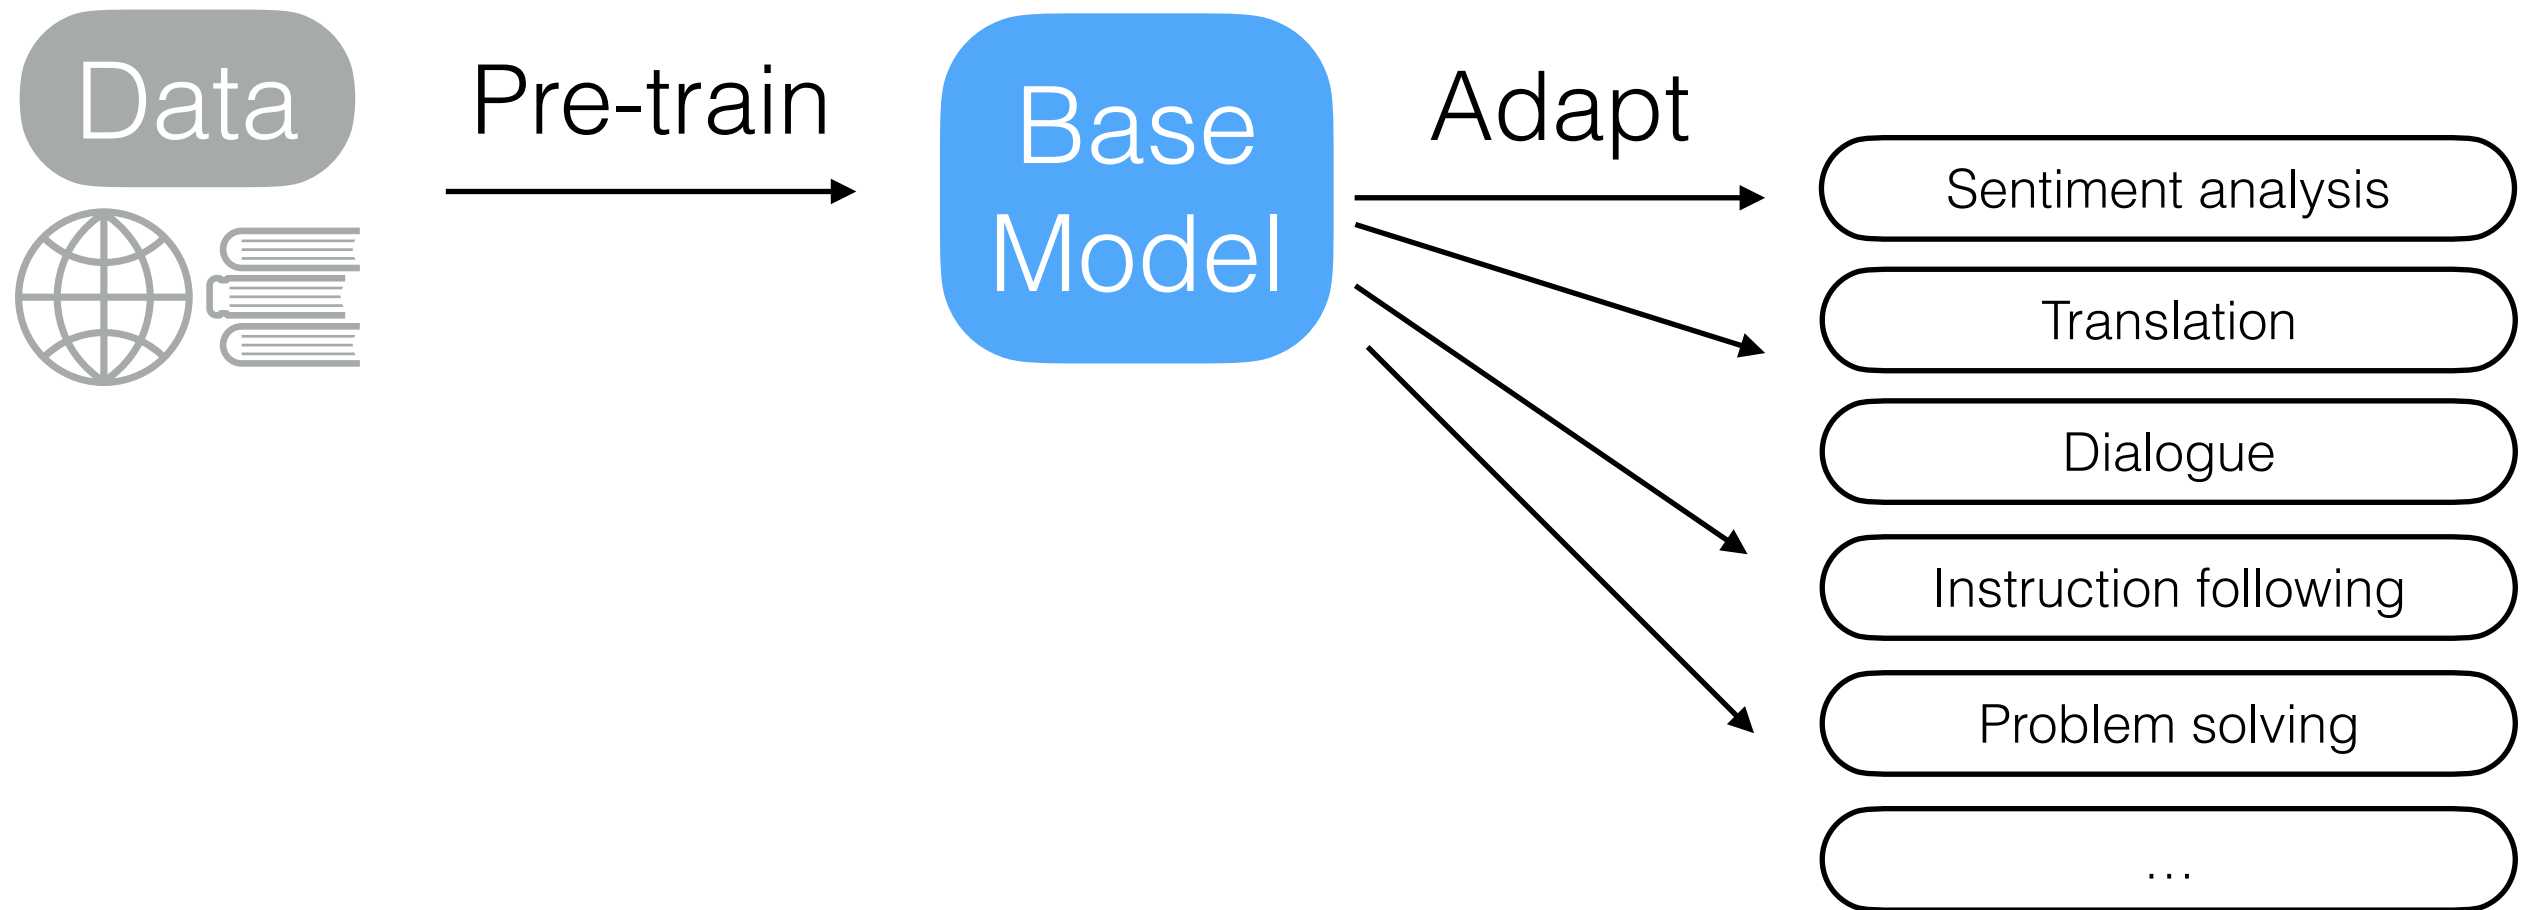 Data
Pre-train
Base
Model
Adapt
Sentiment analysis
Translation
Dialogue
Instruction following
Problem solving
...